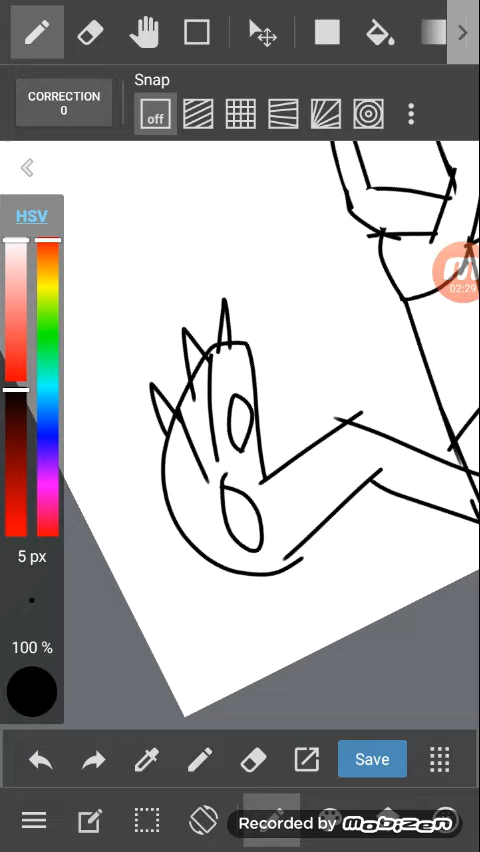 CORRECTION
0
Snap
off
HSV
02:29
5 px
100 %
Save
Recorded by MOBIZEN